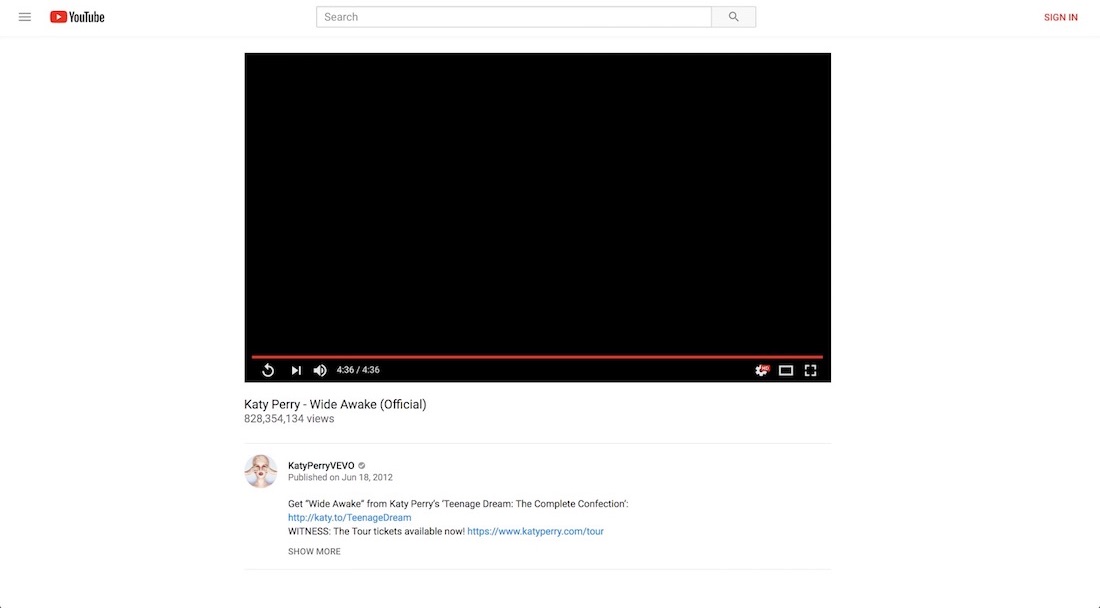 YouTube
Search
SIGN IN
4:36 / 4:36
HD
Katy Perry - Wide Awake (Official)
828,354,134 views
KatyPerryVEVO
Published on Jun 18, 2012
Get “Wide Awake” from Katy Perry's ‘Teenage Dream: The Complete Confection’:
http://katy.to/TeenageDream
WITNESS: The Tour tickets available now! https://www.katyperry.com/tour
SHOW MORE